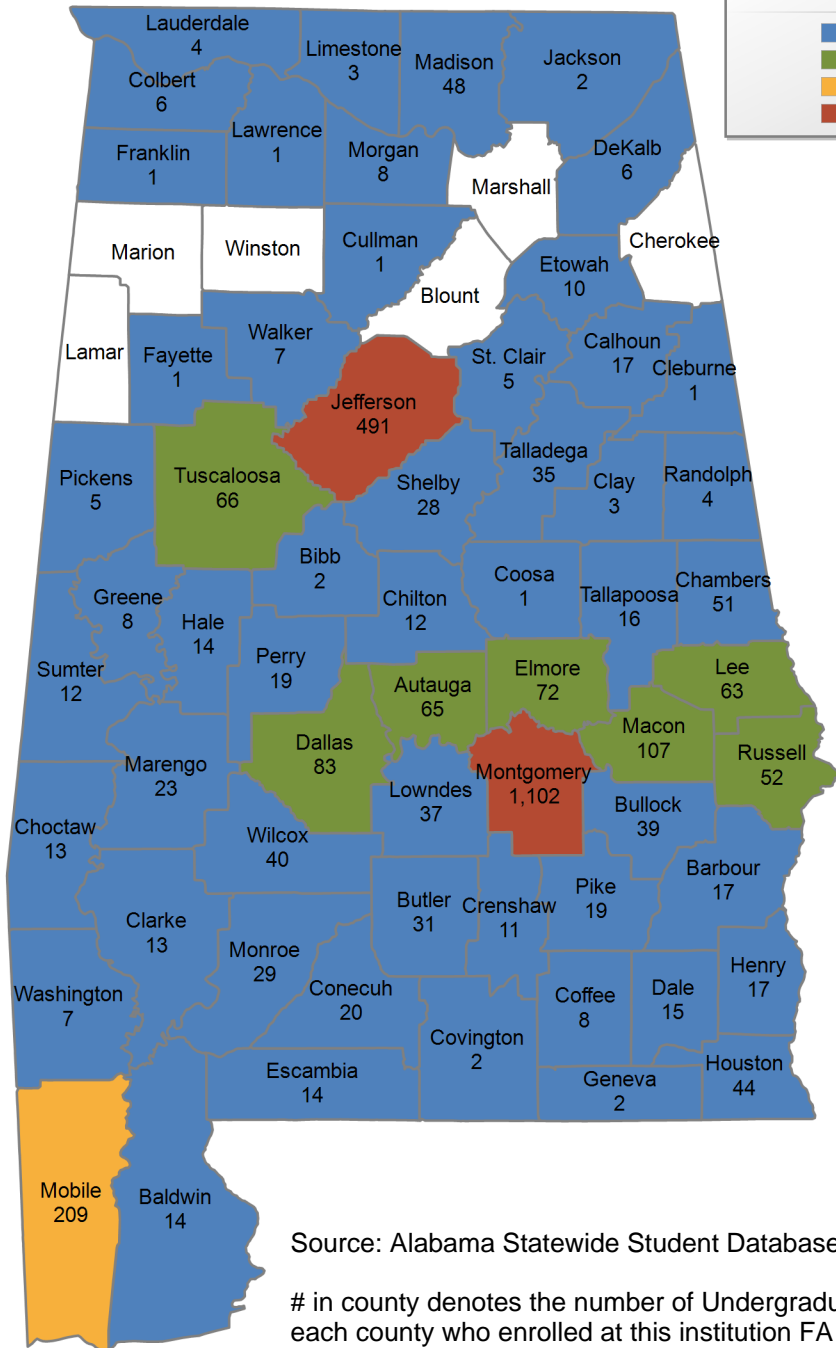 Lauderdale
4
Limestone
3
Madison
48
Jackson
2
Colbert
6
Lawrence
1
Franklin
1
Morgan
8
DeKalb
6
Marshall
Cherokee
Marion
Winston
Cullman
1
Etowah
10
Blount
Lamar
Fayette
1
Walker
7
St. Clair
5
Calhoun
17
Cleburne
1
Jefferson
491
Pickens
5
Tuscaloosa
66
Shelby
28
Talladega
35
Clay
3
Randolph
4
Bibb
2
Coosa
1
Tallapoosa
16
Chambers
51
Greene
8
Hale
14
Chilton
12
Perry
19
Sumter
12
Autauga
65
Elmore
72
Lee
63
Macon
107
Russell
52
Dallas
83
Marengo
23
Montgomery
1,102
Lowndes
37
Bullock
39
Choctaw
13
Wilcox
40
Barbour
17
Butler
31
Crenshaw
11
Pike
19
Clarke
13
Monroe
29
Henry
17
Washington
7
Conecuh
20
Coffee
8
Dale
15
Covington
2
Escambia
14
Geneva
2
Houston
44
Mobile
209
Baldwin
14
Source: Alabama Statewide Student Database
# in county denotes the number of Undergradu
each county who enrolled at this institution FA